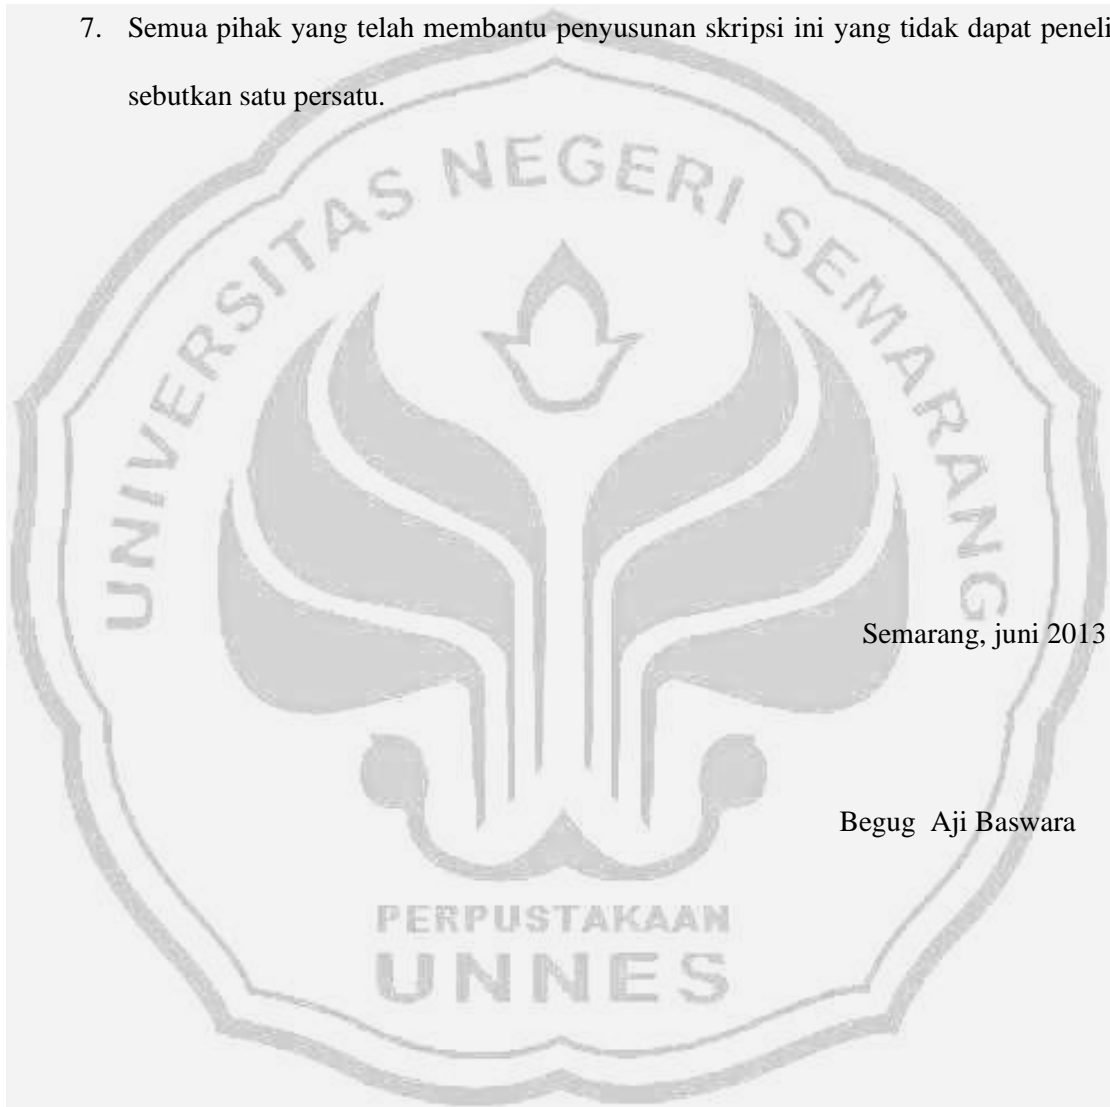 7. Semua pihak yang telah membantu penyusunan skripsi ini yang tidak dapat peneli
sebutkan satu persatu.
UNIVERSITAS NEGERI SEMARANG
Semarang, juni 2013
Begug Aji Baswara
PERPUSTAKAAN
UNNES